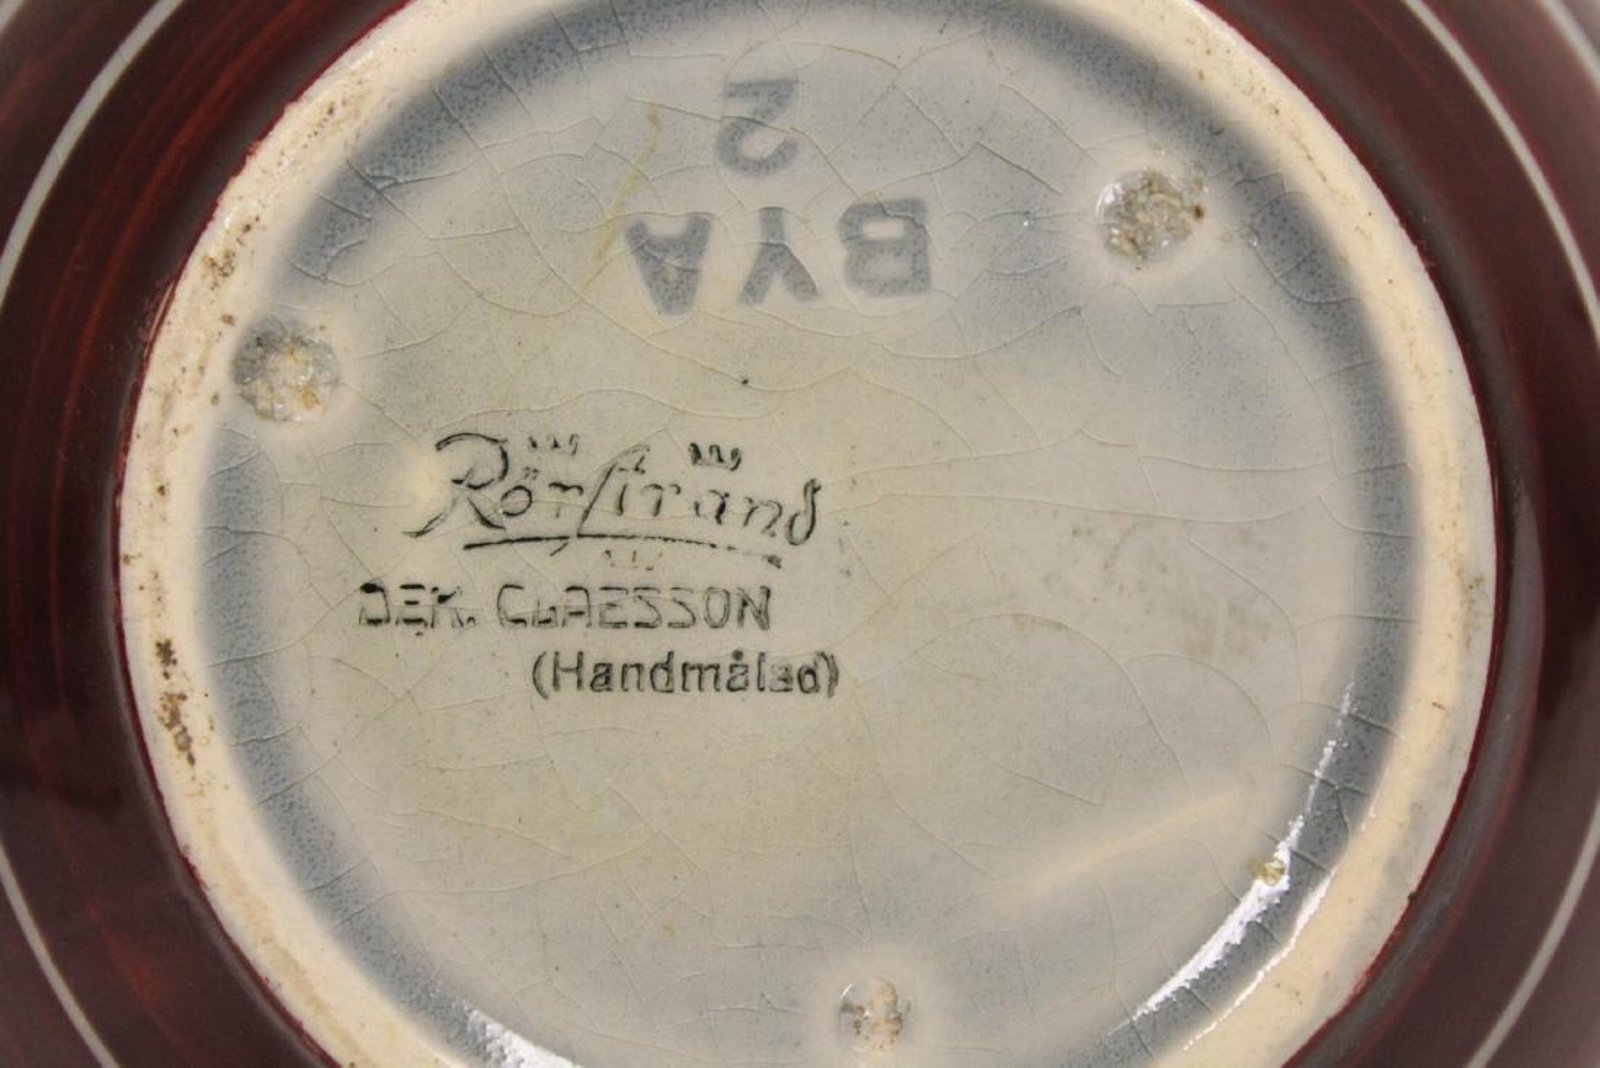 BYA
2
Rörstrand
DEK. CLAESSON
(Handmålad)